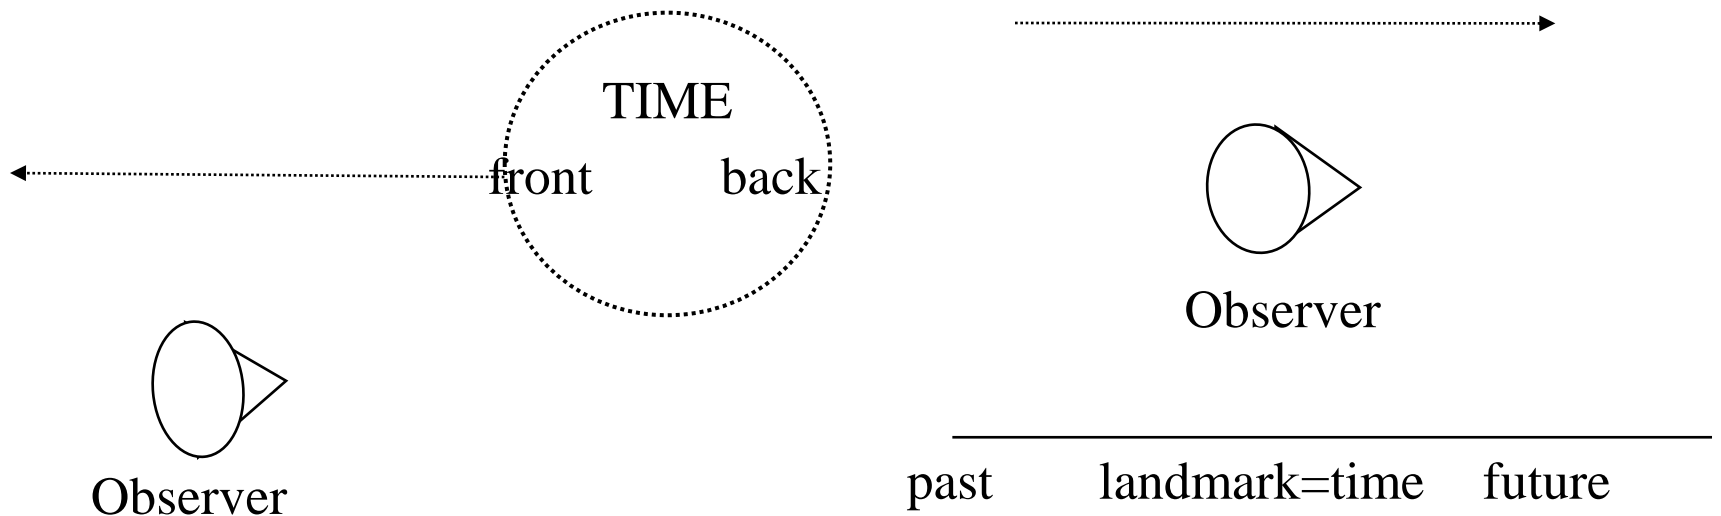 TIME
front back
Observer
Observer
past landmark=time future